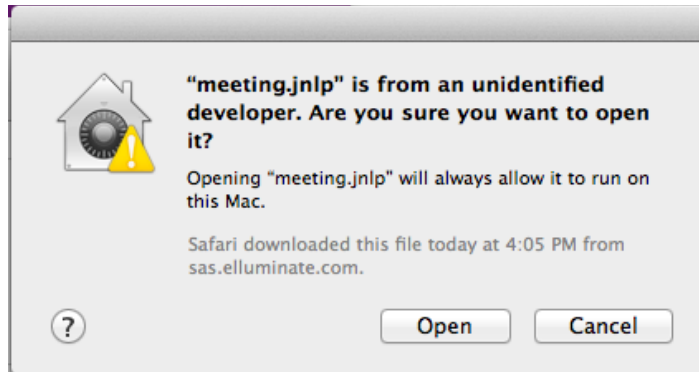 “meeting.jnlp” is from an unidentified
developer. Are you sure you want to open
it?
Opening “meeting.jnlp” will always allow it to run on
this Mac.
Safari downloaded this file today at 4:05 PM from
sas.elluminate.com.
?
Open
Cancel